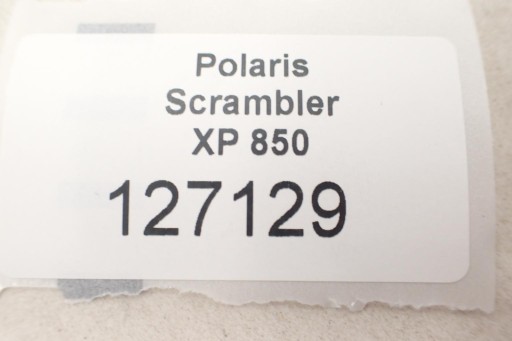 Polaris
Scrambler
XP 850
127129